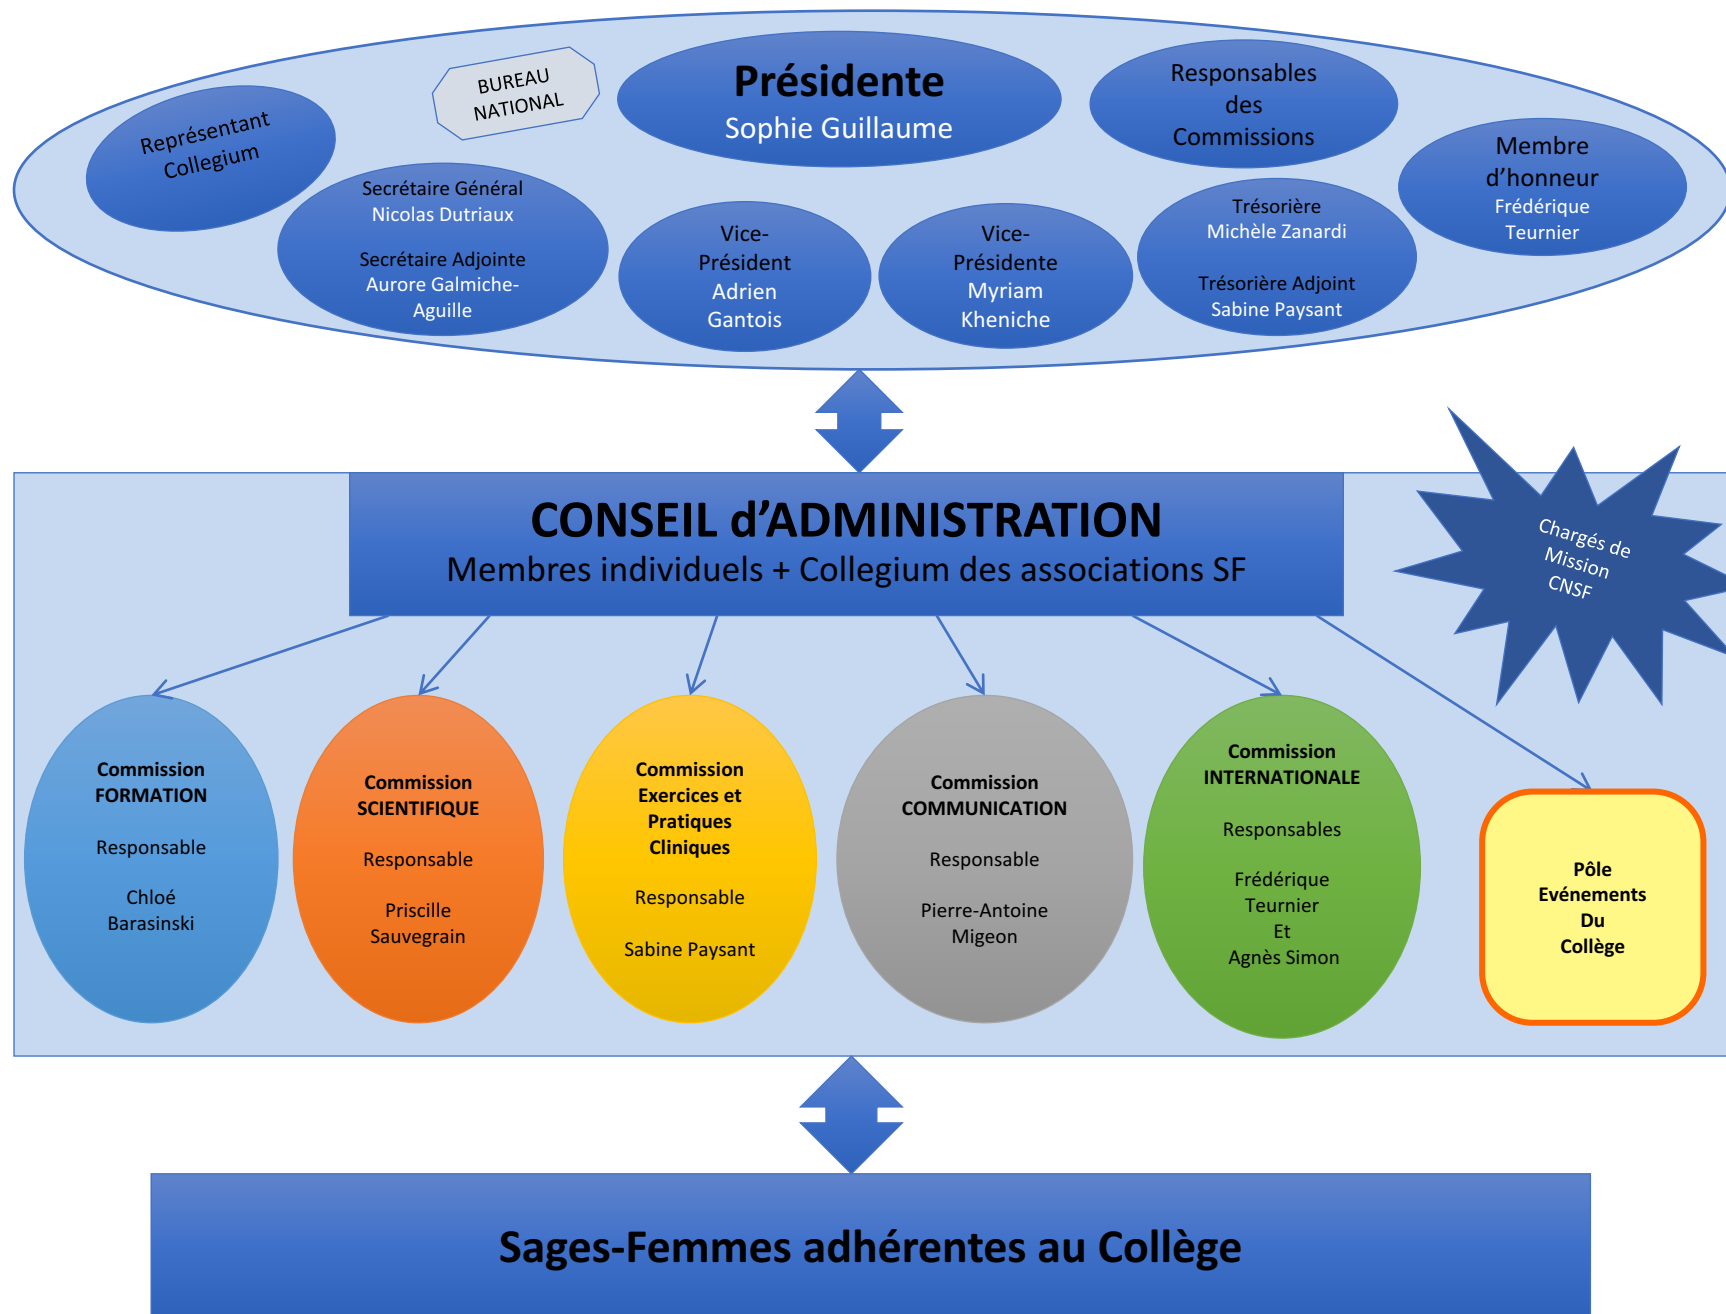 BUREAU
NATIONAL
Présidente
Sophie Guillaume
Responsables
des
Commissions
Représentant
Collegium
Membre
d’honneur
Frédérique
Teurnier
Secrétaire Général
Nicolas Dutriaux
Secrétaire Adjointe
Aurore Galmiche-
Aguille
Vice-
Président
Adrien
Gantois
Vice-
Présidente
Myriam
Kheniche
Trésorière
Michèle Zanardi
Trésorière Adjoint
Sabine Paysant
CONSEIL d’ADMINISTRATION
Membres individuels + Collegium des associations SF
Chargés de
Mission
CNSF
Commission
FORMATION
Responsable
Chloé
Barasinski
Commission
SCIENTIFIQUE
Responsable
Priscille
Sauvegrain
Commission
Exercices et
Pratiques
Cliniques
Responsable
Sabine Paysant
Commission
COMMUNICATION
Responsable
Pierre-Antoine
Migeon
Commission
INTERNATIONALE
Responsables
Frédérique
Teurnier
Et
Agnès Simon
Pôle
Evénements
Du
Collège
Sages-Femmes adhérentes au Collège